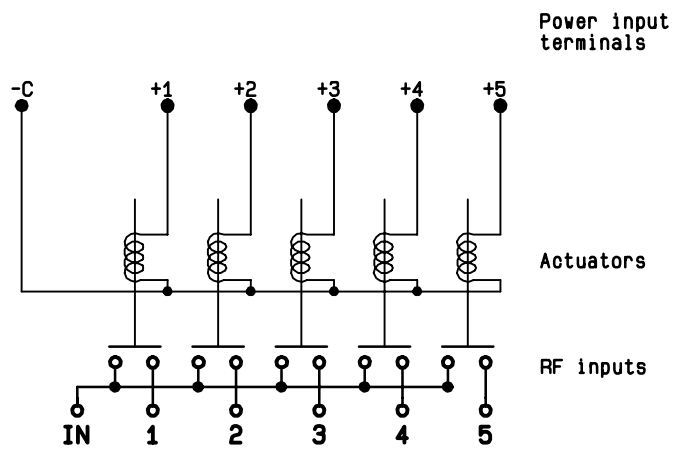 Power input
terminals
-C +1 +2 +3 +4 +5
Actuators
RF inputs
IN 1 2 3 4 5